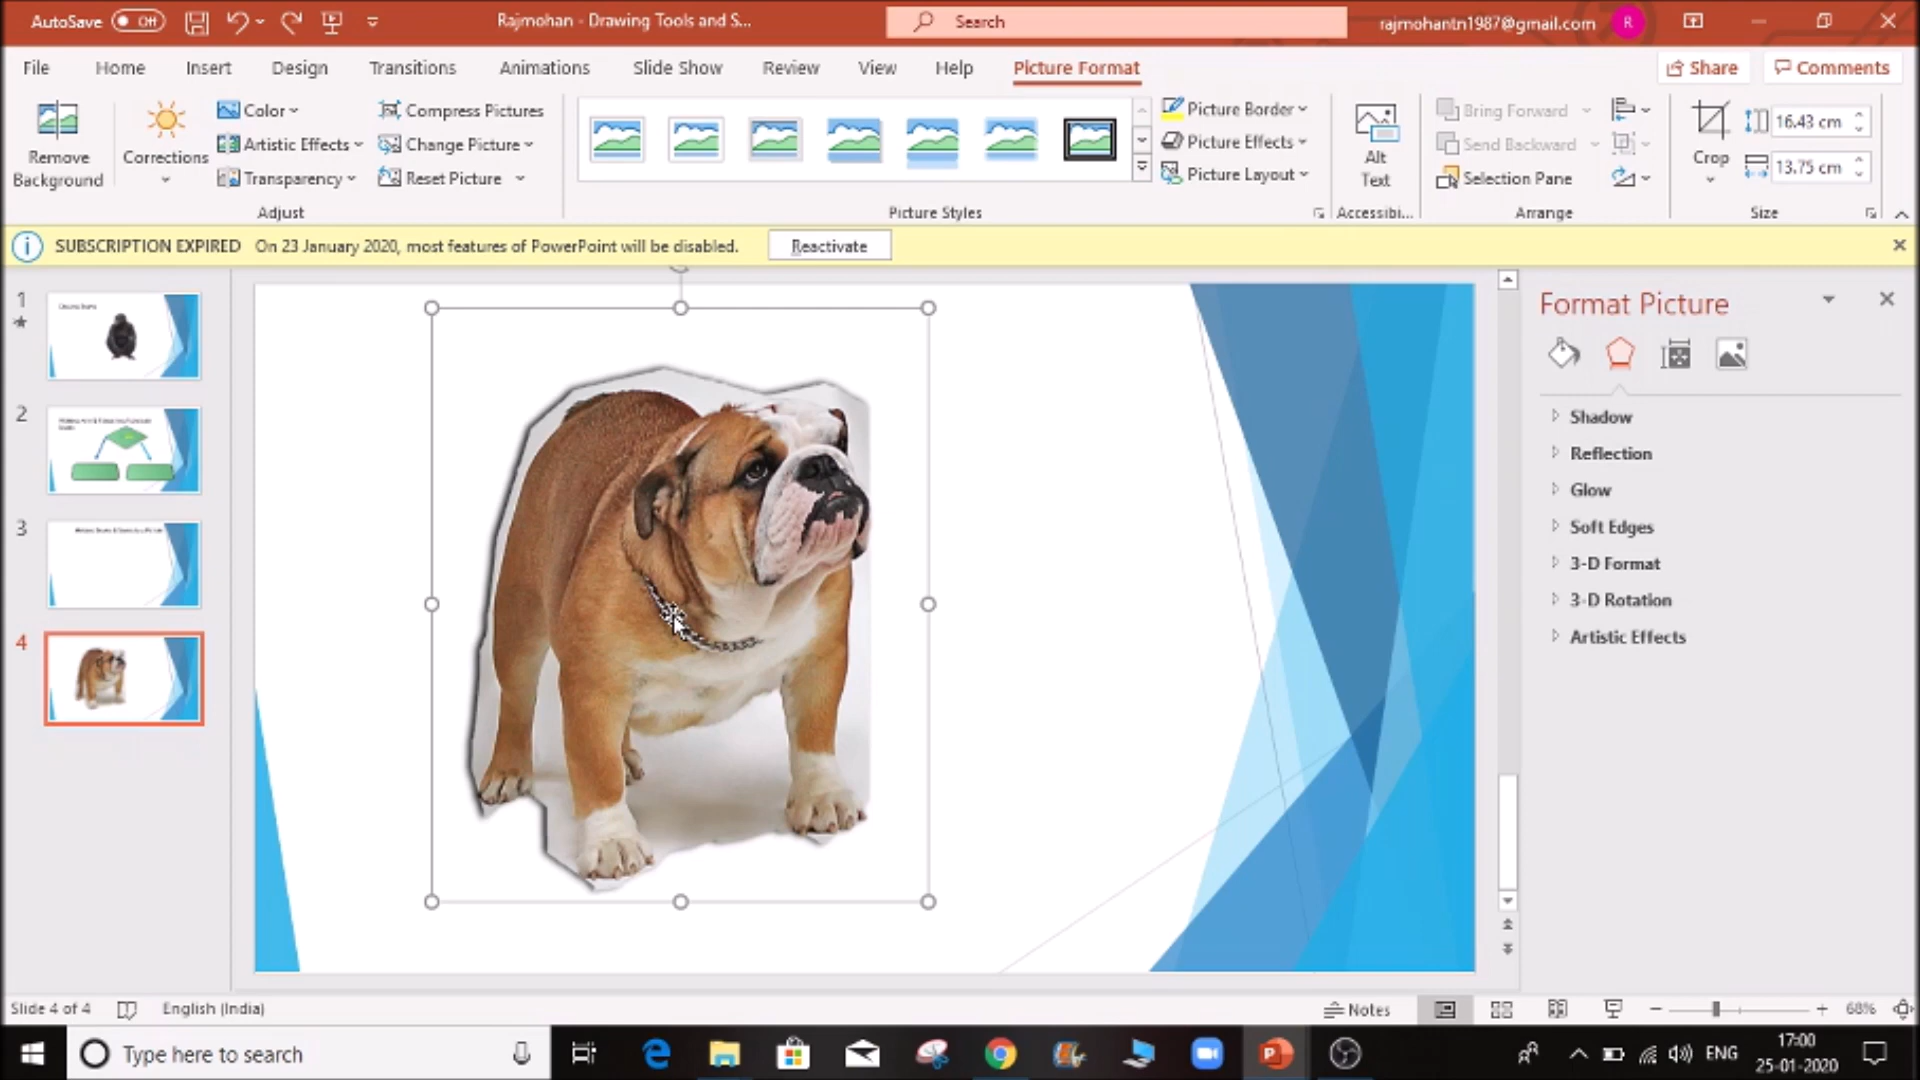 AutoSave Off
Rajmohan - Drawing Tools and S...
Search
rajmohantn1987@gmail.com
R
File Home Insert Design Transitions Animations Slide Show Review View Help Picture Format
Share Comments
Remove Background
Corrections
Color
Artistic Effects
Transparency
Compress Pictures
Change Picture
Reset Picture
Adjust
Picture Styles
Picture Border
Picture Effects
Picture Layout
Alt Text
Accessibi...
Bring Forward
Send Backward
Selection Pane
Arrange
Crop
16.43 cm
13.75 cm
Size
SUBSCRIPTION EXPIRED On 23 January 2020, most features of PowerPoint will be disabled. Reactivate
1
2
3
4
Format Picture
Shadow
Reflection
Glow
Soft Edges
3-D Format
3-D Rotation
Artistic Effects
Slide 4 of 4 English (India)
Notes
68%
Type here to search
ENG
17:00
25-01-2020